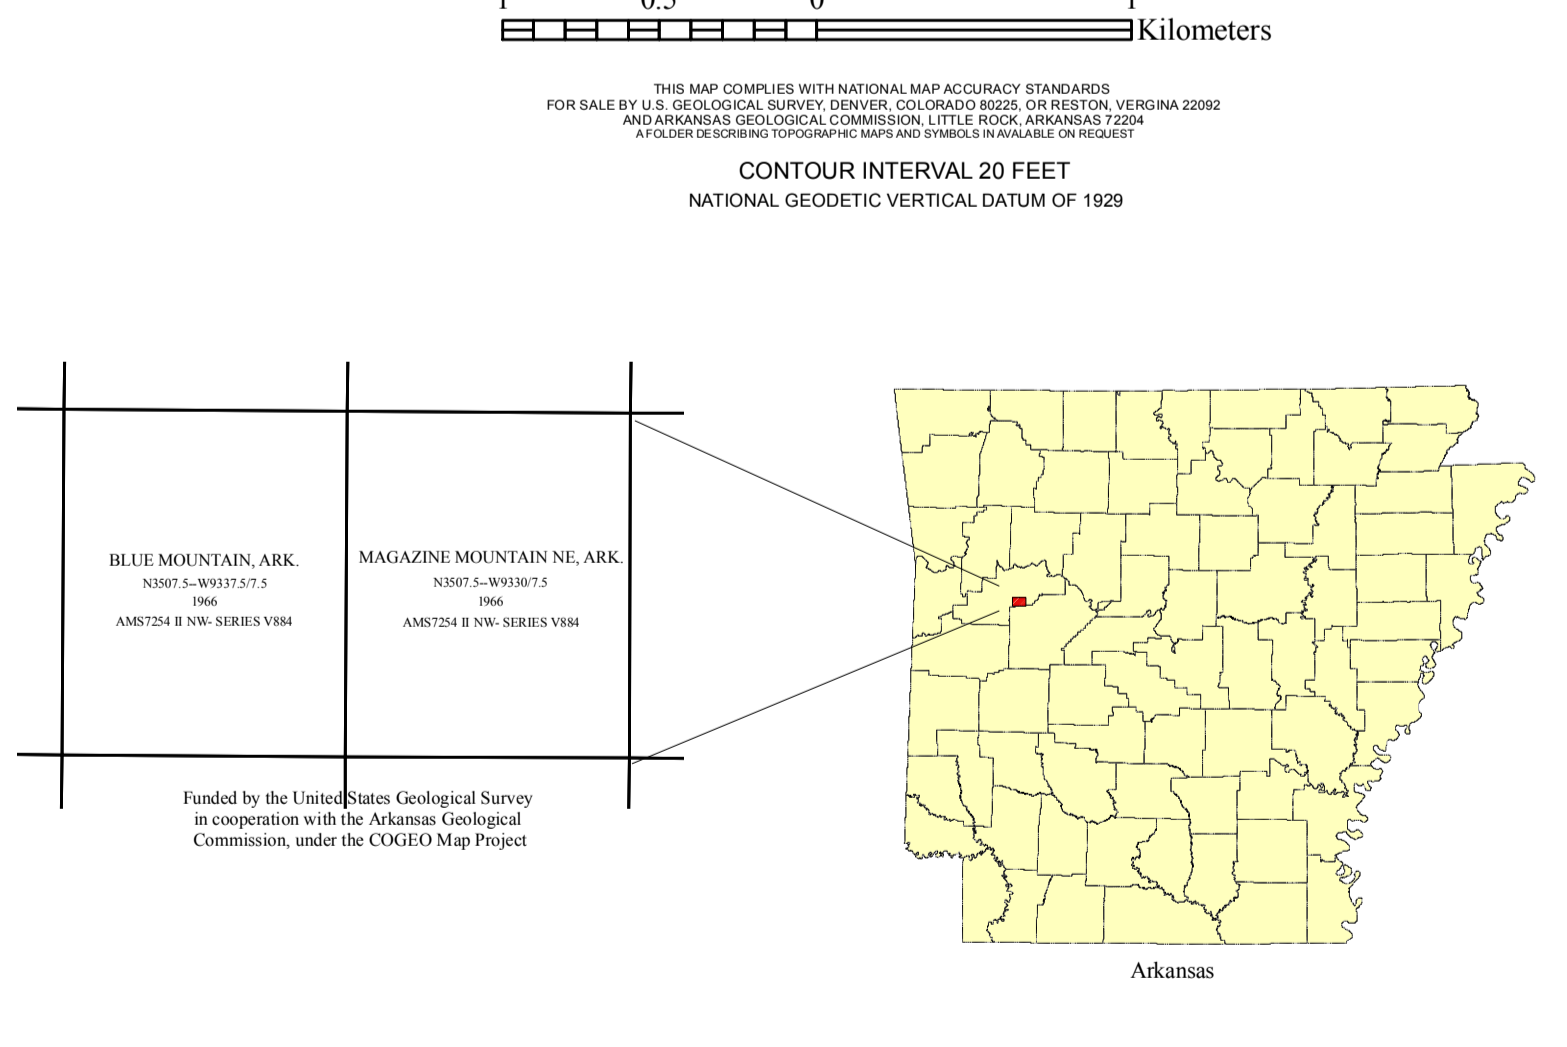 1 0.5 0 1
Kilometers
THIS MAP COMPLIES WITH NATIONAL MAP ACCURACY STANDARDS
FOR SALE BY U.S. GEOLOGICAL SURVEY, DENVER, COLORADO 80225, OR RESTON, VERGINA 22092
AND ARKANSAS GEOLOGICAL COMMISSION, LITTLE ROCK, ARKANSAS 72204
A FOLDER DESCRIBING TOPOGRAPHIC MAPS AND SYMBOLS IN AVALABLE ON REQUEST
CONTOUR INTERVAL 20 FEET
NATIONAL GEODETIC VERTICAL DATUM OF 1929
BLUE MOUNTAIN, ARK.
N3507.5--W9337.5/7.5
1966
AMS7254 II NW- SERIES V884
MAGAZINE MOUNTAIN NE, ARK.
N3507.5--W9330/7.5
1966
AMS7254 II NW- SERIES V884
Funded by the United States Geological Survey
in cooperation with the Arkansas Geological
Commission, under the COGEO Map Project
Arkansas